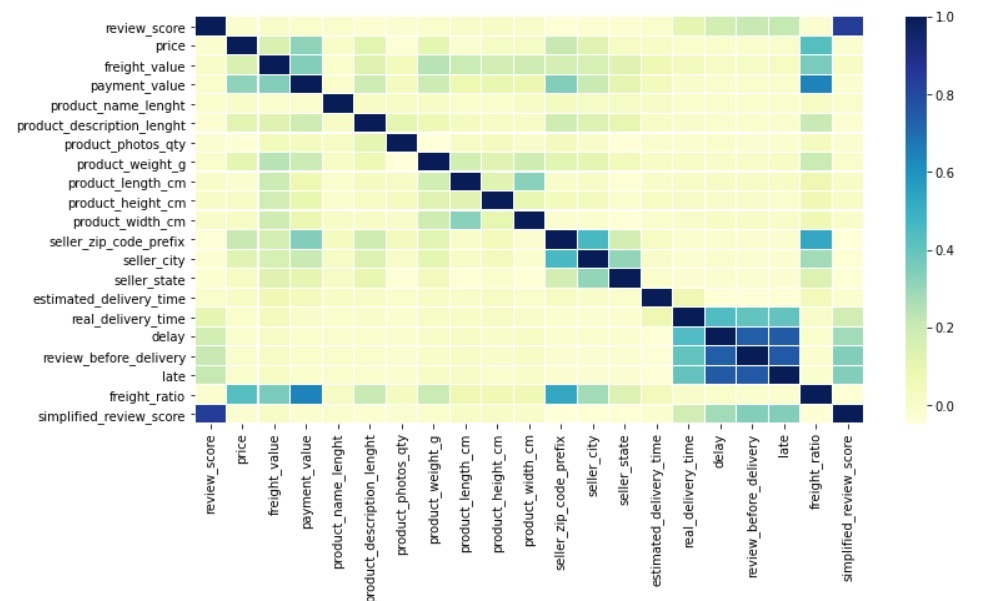 review_score
price
freight_value
payment_value
product_name_lenght
product_description_lenght
product_photos_qty
product_weight_g
product_length_cm
product_height_cm
product_width_cm
seller_zip_code_prefix
seller_city
seller_state
estimated_delivery_time
real_delivery_time
delay
review_before_delivery
late
freight_ratio
simplified_review_score
1.0
0.8
0.6
0.4
0.2
0.0
review_score
price
freight_value
payment_value
product_name_lenght
product_description_lenght
product_photos_qty
product_weight_g
product_length_cm
product_height_cm
product_width_cm
seller_zip_code_prefix
seller_city
seller_state
estimated_delivery_time
real_delivery_time
delay
review_before_delivery
late
freight_ratio
simplified_review_score